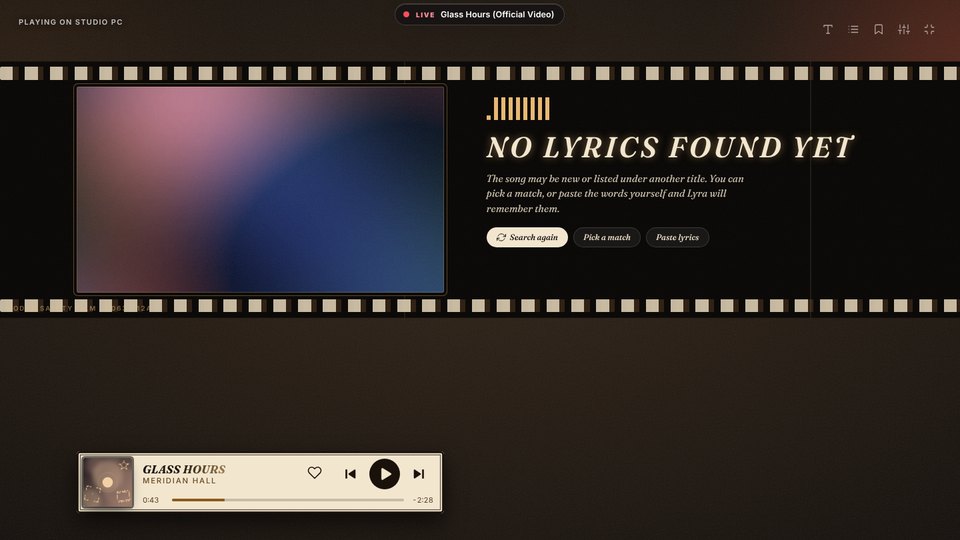 PLAYING ON STUDIO PC
LIVE Glass Hours (Official Video)
NO LYRICS FOUND YET
The song may be new or listed under another title. You can
pick a match, or paste the words yourself and Lyra will
remember them.
Search again
Pick a match
Paste lyrics
GLASS HOURS
MERIDIAN HALL
0:43
-2:28